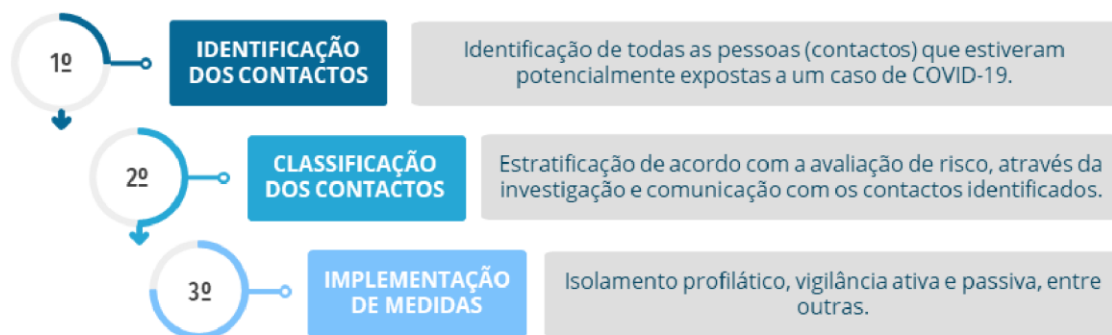 1º
IDENTIFICAÇÃO
DOS CONTACTOS
Identificação de todas as pessoas (contactos) que estiveram
potencialmente expostas a um caso de COVID-19.
2º
CLASSIFICAÇÃO
DOS CONTACTOS
Estratificação de acordo com a avaliação de risco, através da
investigação e comunicação com os contactos identificados.
3º
IMPLEMENTAÇÃO
DE MEDIDAS
Isolamento profilático, vigilância ativa e passiva, entre
outras.